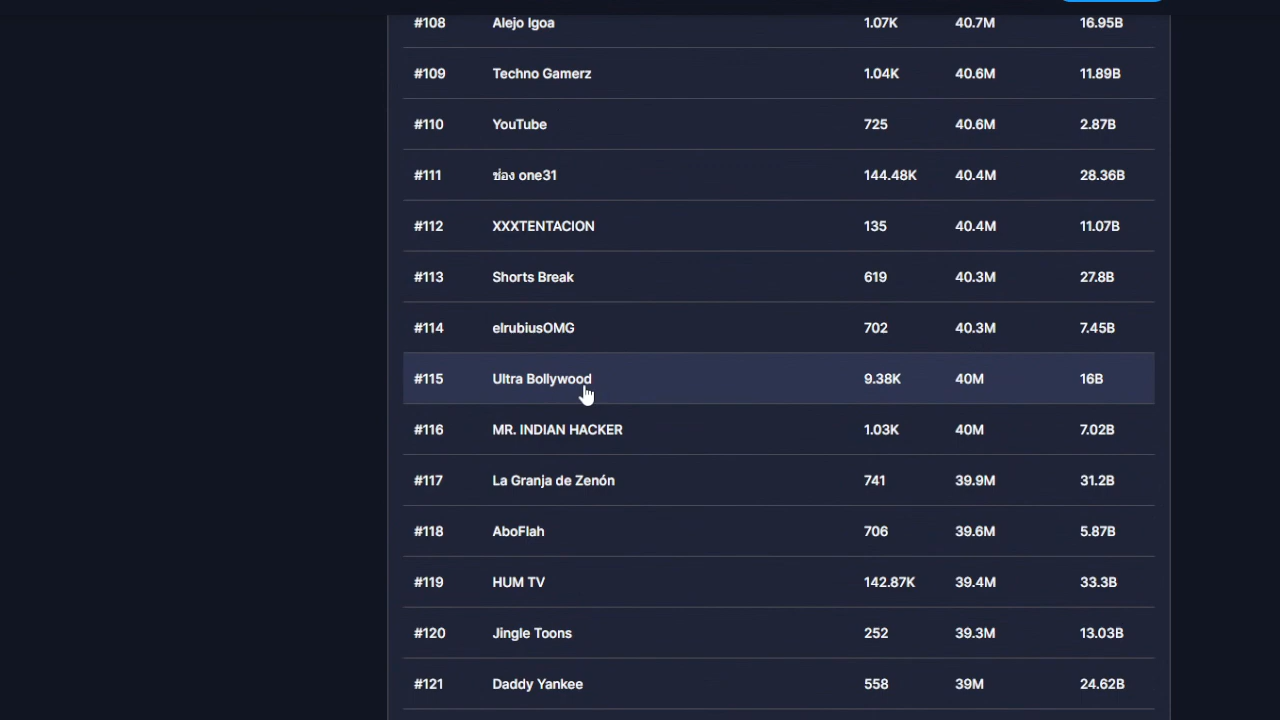 #108 Alejo Igoa 1.07K 40.7M 16.95B
#109 Techno Gamerz 1.04K 40.6M 11.89B
#110 YouTube 725 40.6M 2.87B
#111 ช่อง one31 144.48K 40.4M 28.36B
#112 XXXTENTACION 135 40.4M 11.07B
#113 Shorts Break 619 40.3M 27.8B
#114 elrubiusOMG 702 40.3M 7.45B
#115 Ultra Bollywood 9.38K 40M 16B
#116 MR. INDIAN HACKER 1.03K 40M 7.02B
#117 La Granja de Zenón 741 39.9M 31.2B
#118 AboFlah 706 39.6M 5.87B
#119 HUM TV 142.87K 39.4M 33.3B
#120 Jingle Toons 252 39.3M 13.03B
#121 Daddy Yankee 558 39M 24.62B